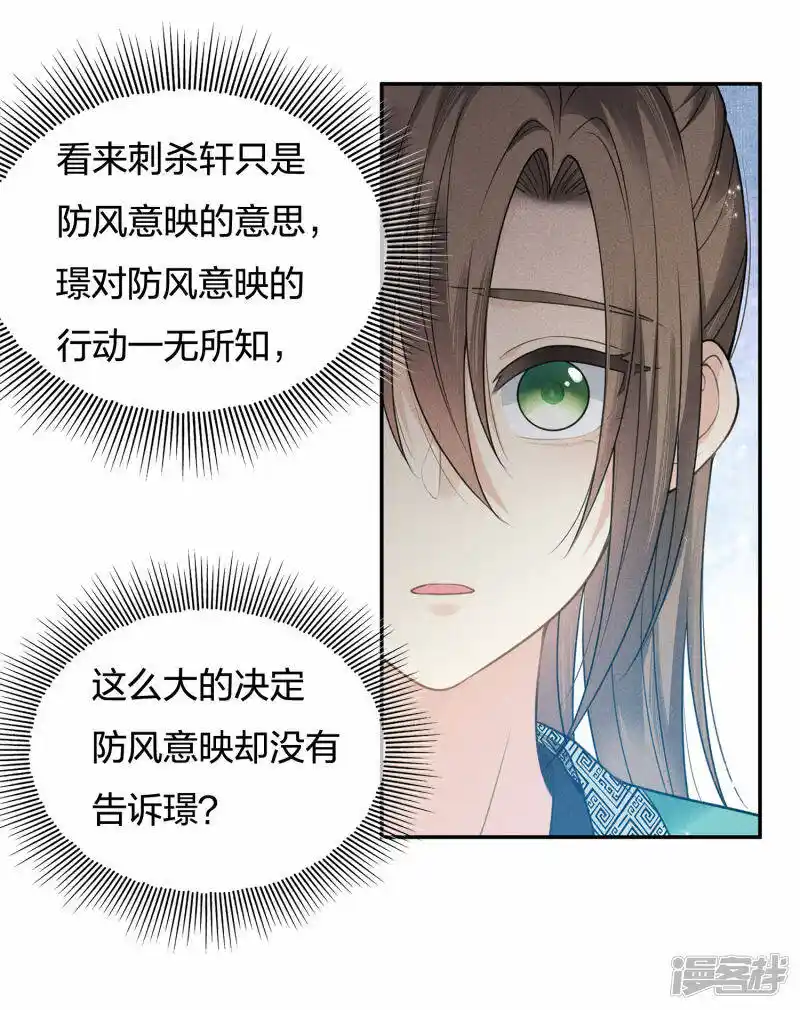 看来刺杀轩只是
防风意映的意思，
璟对防风意映的
行动一无所知，
这么大的决定
防风意映却没有
告诉璟？
漫客栈